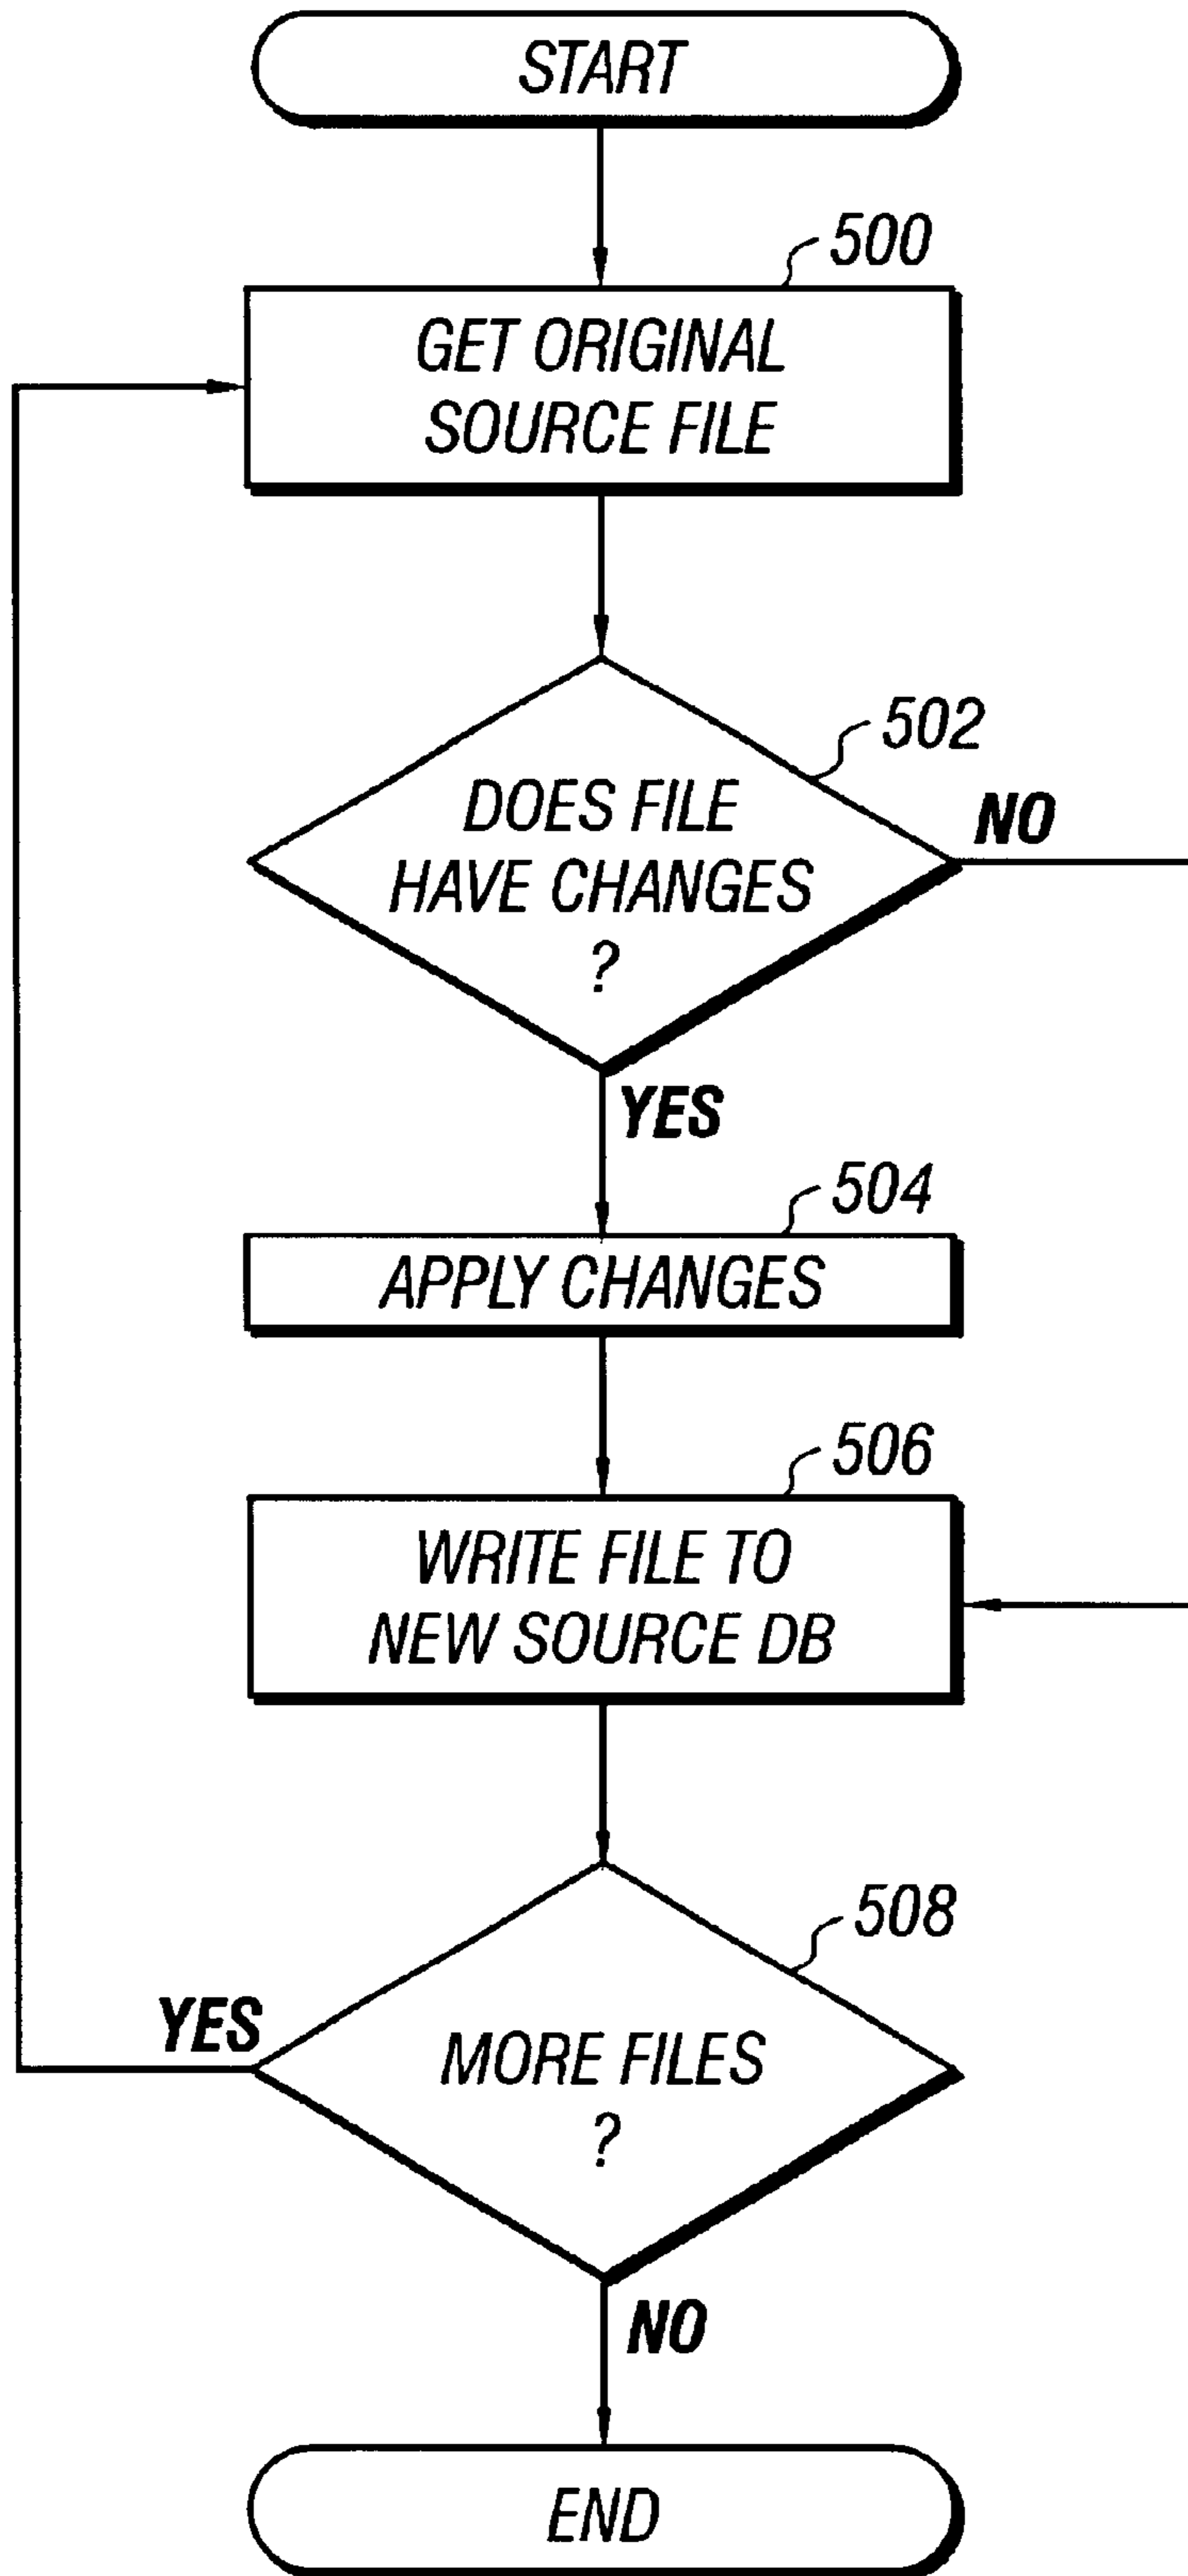 START
500
GET ORIGINAL
SOURCE FILE
502
DOES FILE
HAVE CHANGES
?
NO
YES
504
APPLY CHANGES
506
WRITE FILE TO
NEW SOURCE DB
508
MORE FILES
?
YES
NO
END